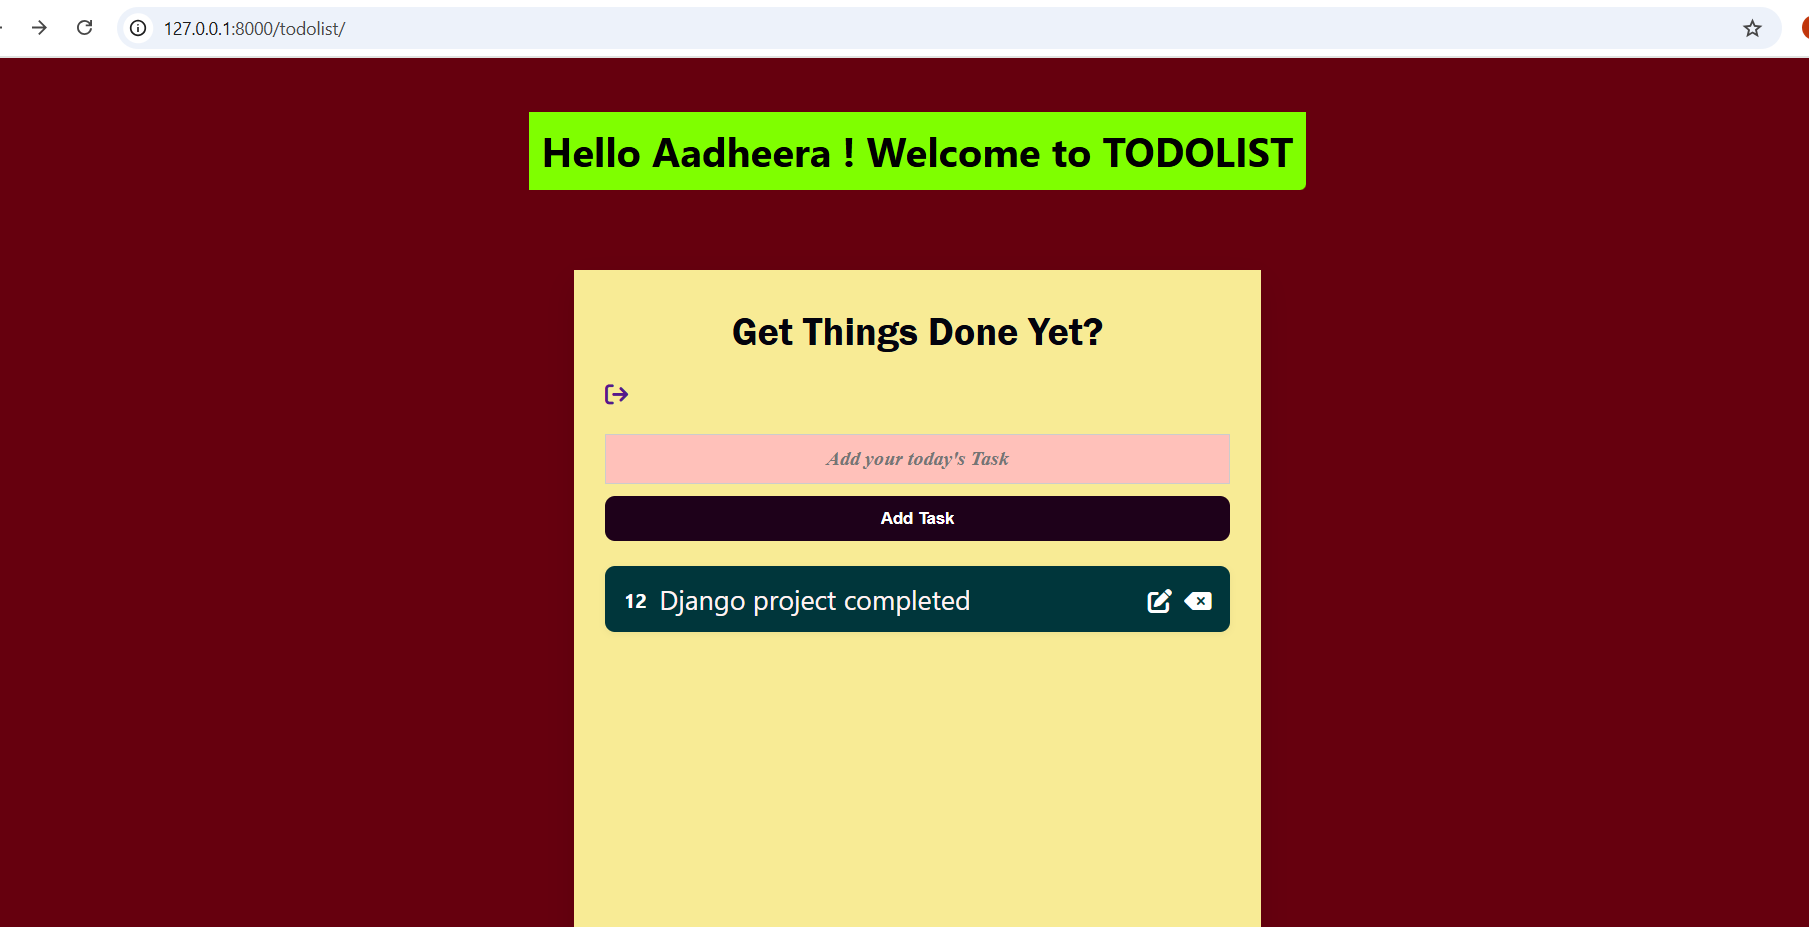 127.0.0.1:8000/todolist/
Hello Aadheera ! Welcome to TODOLIST
Get Things Done Yet?
Add your today's Task
Add Task
12 Django project completed